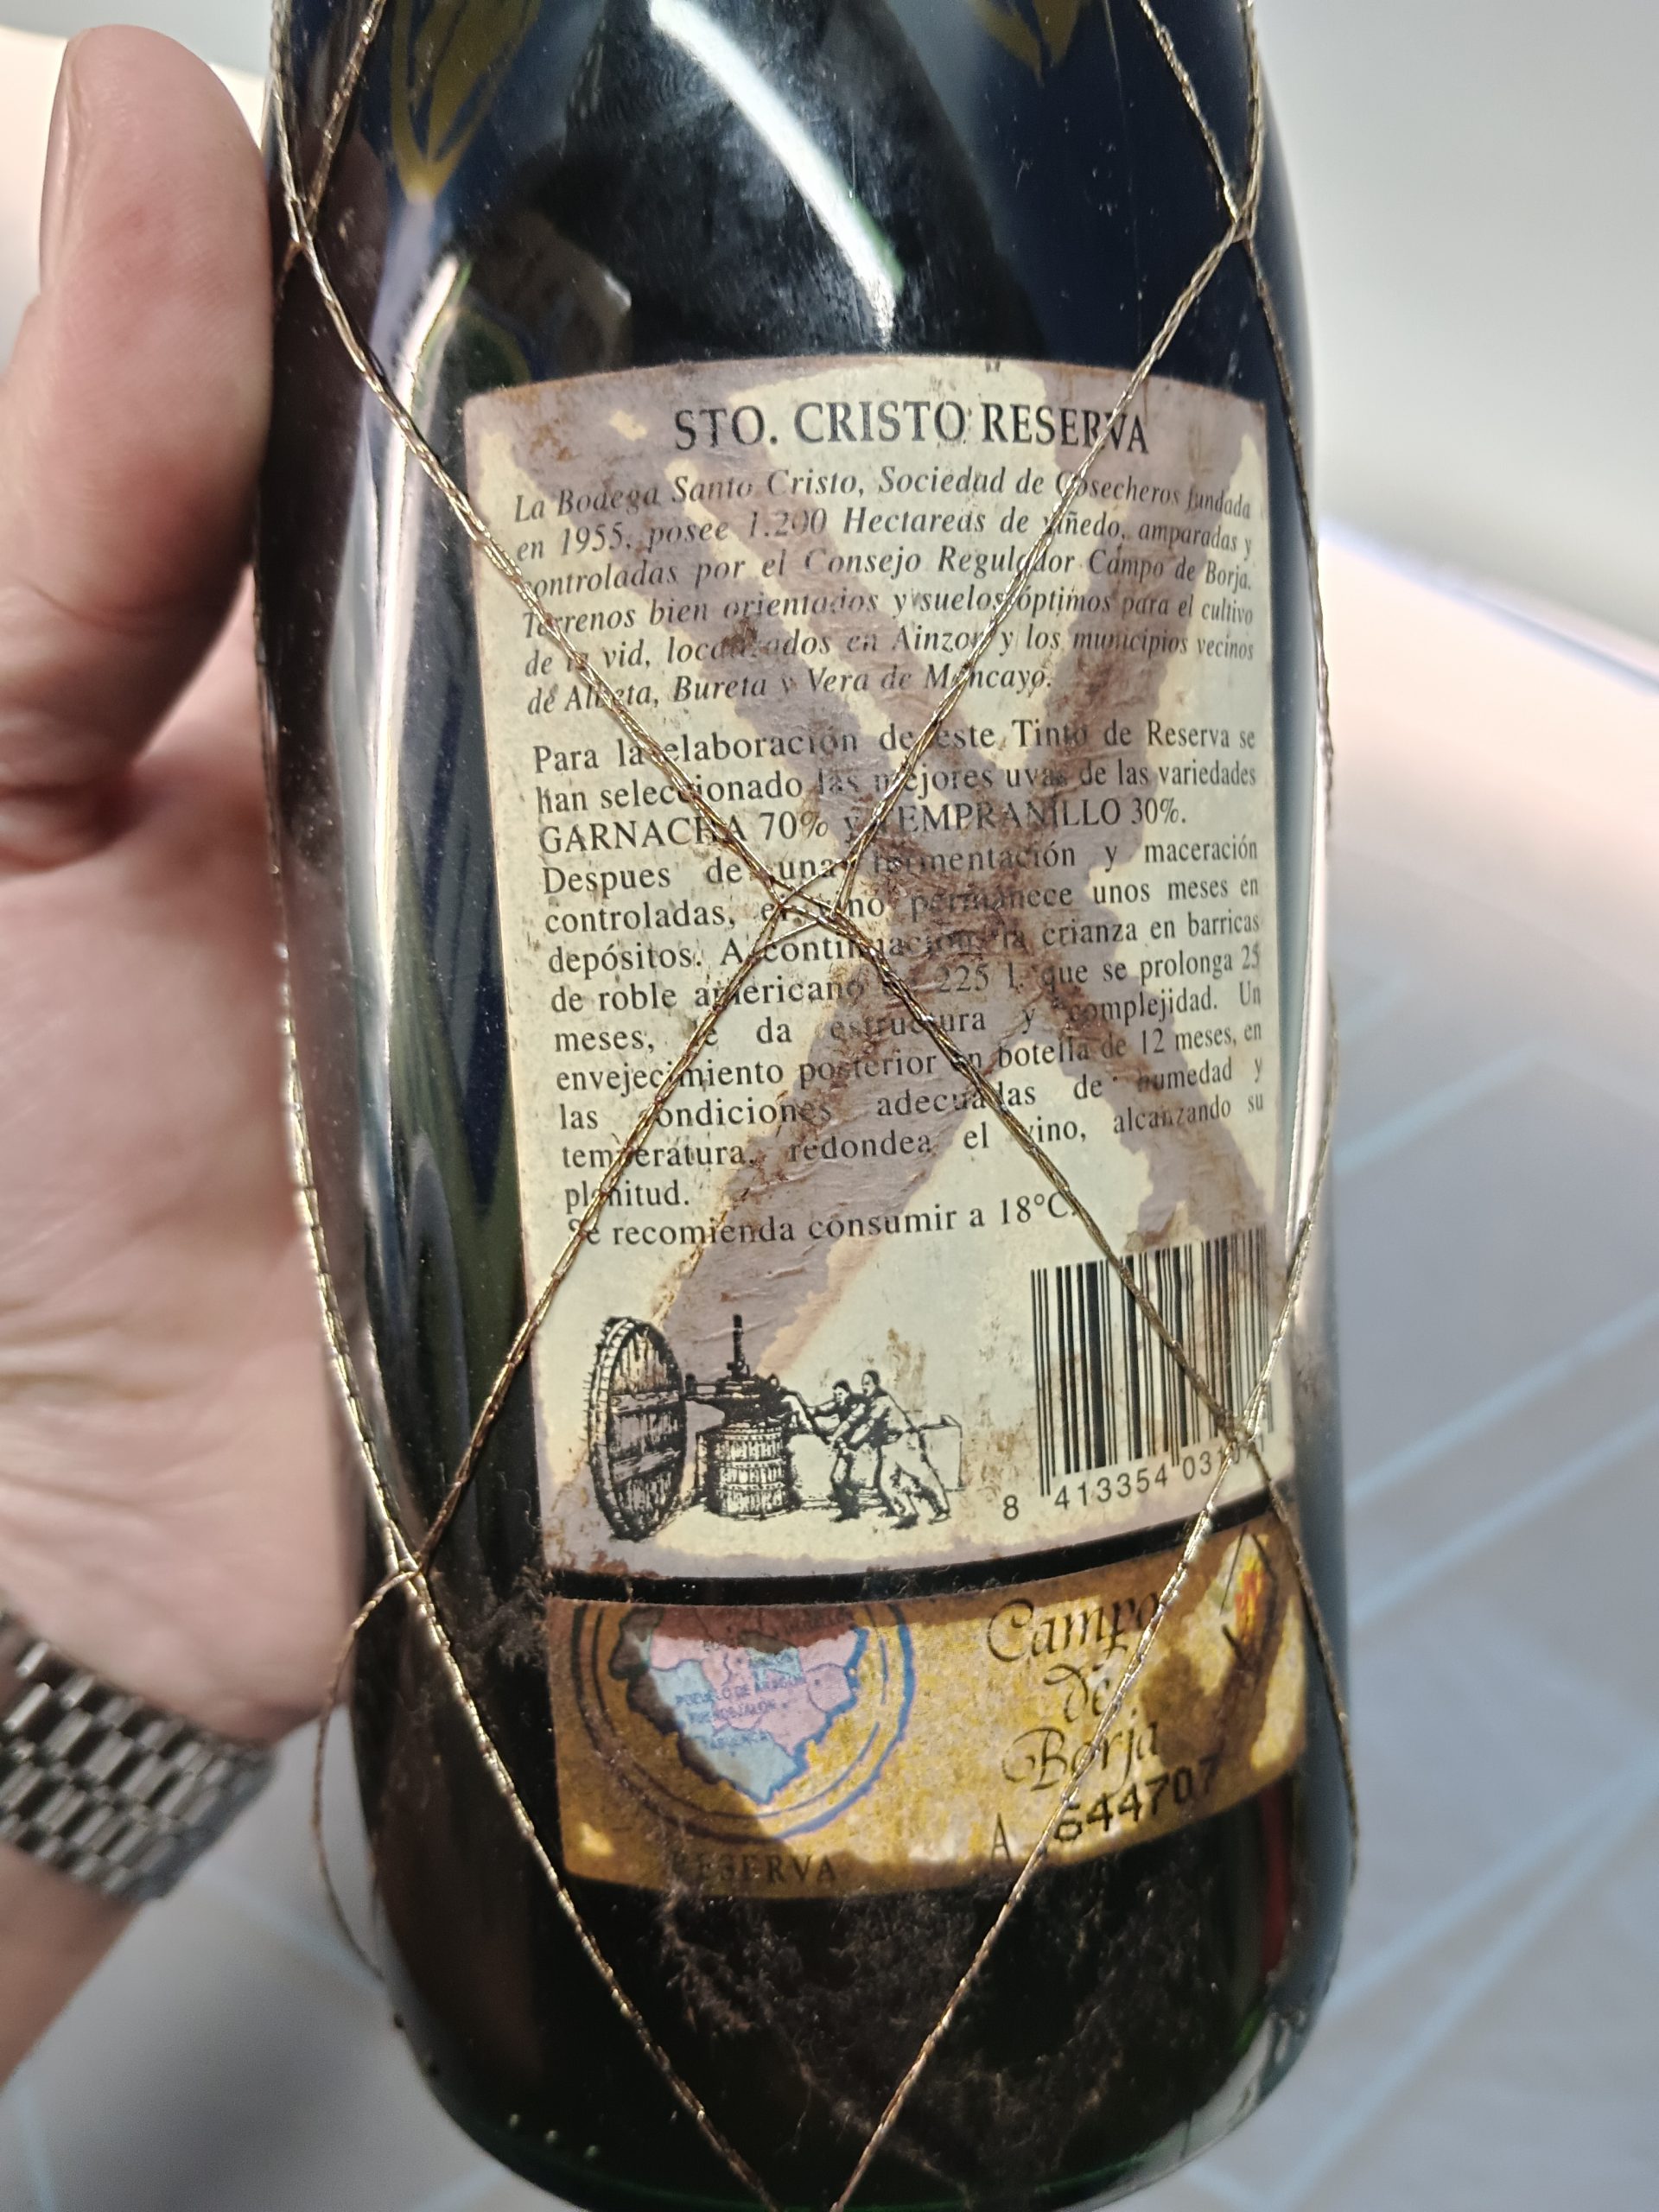 STO. CRISTO RESERVA
La Bodega Santo Cristo, Sociedad de Cosecheros fundada
en 1955, posee 1.200 Hectareas de viñedo, amparadas y
controladas por el Consejo Regulador Campo de Borja.
Terrenos bien orientados y suelos óptimos para el cultivo
de la vid, localizados en Ainzon y los municipios vecinos
de Albeta, Bureta y Vera de Moncayo.
Para la elaboración de este Tinto de Reserva se
han seleccionado las mejores uvas de las variedades
GARNACHA 70% y TEMPRANILLO 30%.
Despues de una fermentación y maceración
controladas, el vino permanece unos meses en
depósitos. A continuación, la crianza en barricas
de roble americano de 225 l. que se prolonga 25
meses, le da estructura y complejidad. Un
envejecimiento posterior en botella de 12 meses, en
las condiciones adecuadas de humedad y
temperatura, redondea el vino, alcanzando su
plenitud.
Se recomienda consumir a 18°C.
8 413354
Campo
de
Borja
A 644707
RESERVA